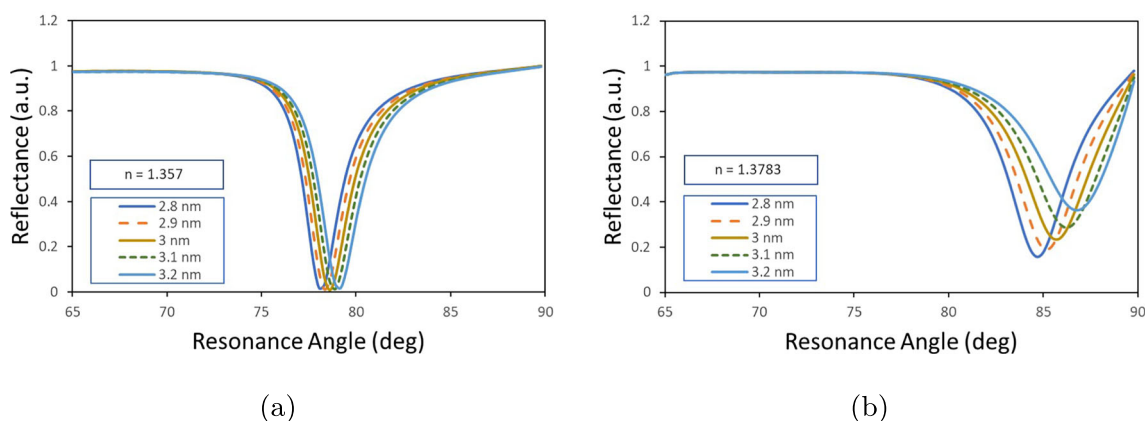 1.2
1
0.8
0.6
0.4
0.2
0
Reflectance (a.u.)
n = 1.357
2.8 nm
2.9 nm
3 nm
3.1 nm
3.2 nm
65 70 75 80 85 90
Resonance Angle (deg)
(a)
1.2
1
0.8
0.6
0.4
0.2
0
Reflectance (a.u.)
n = 1.3783
2.8 nm
2.9 nm
3 nm
3.1 nm
3.2 nm
65 70 75 80 85 90
Resonance Angle (deg)
(b)